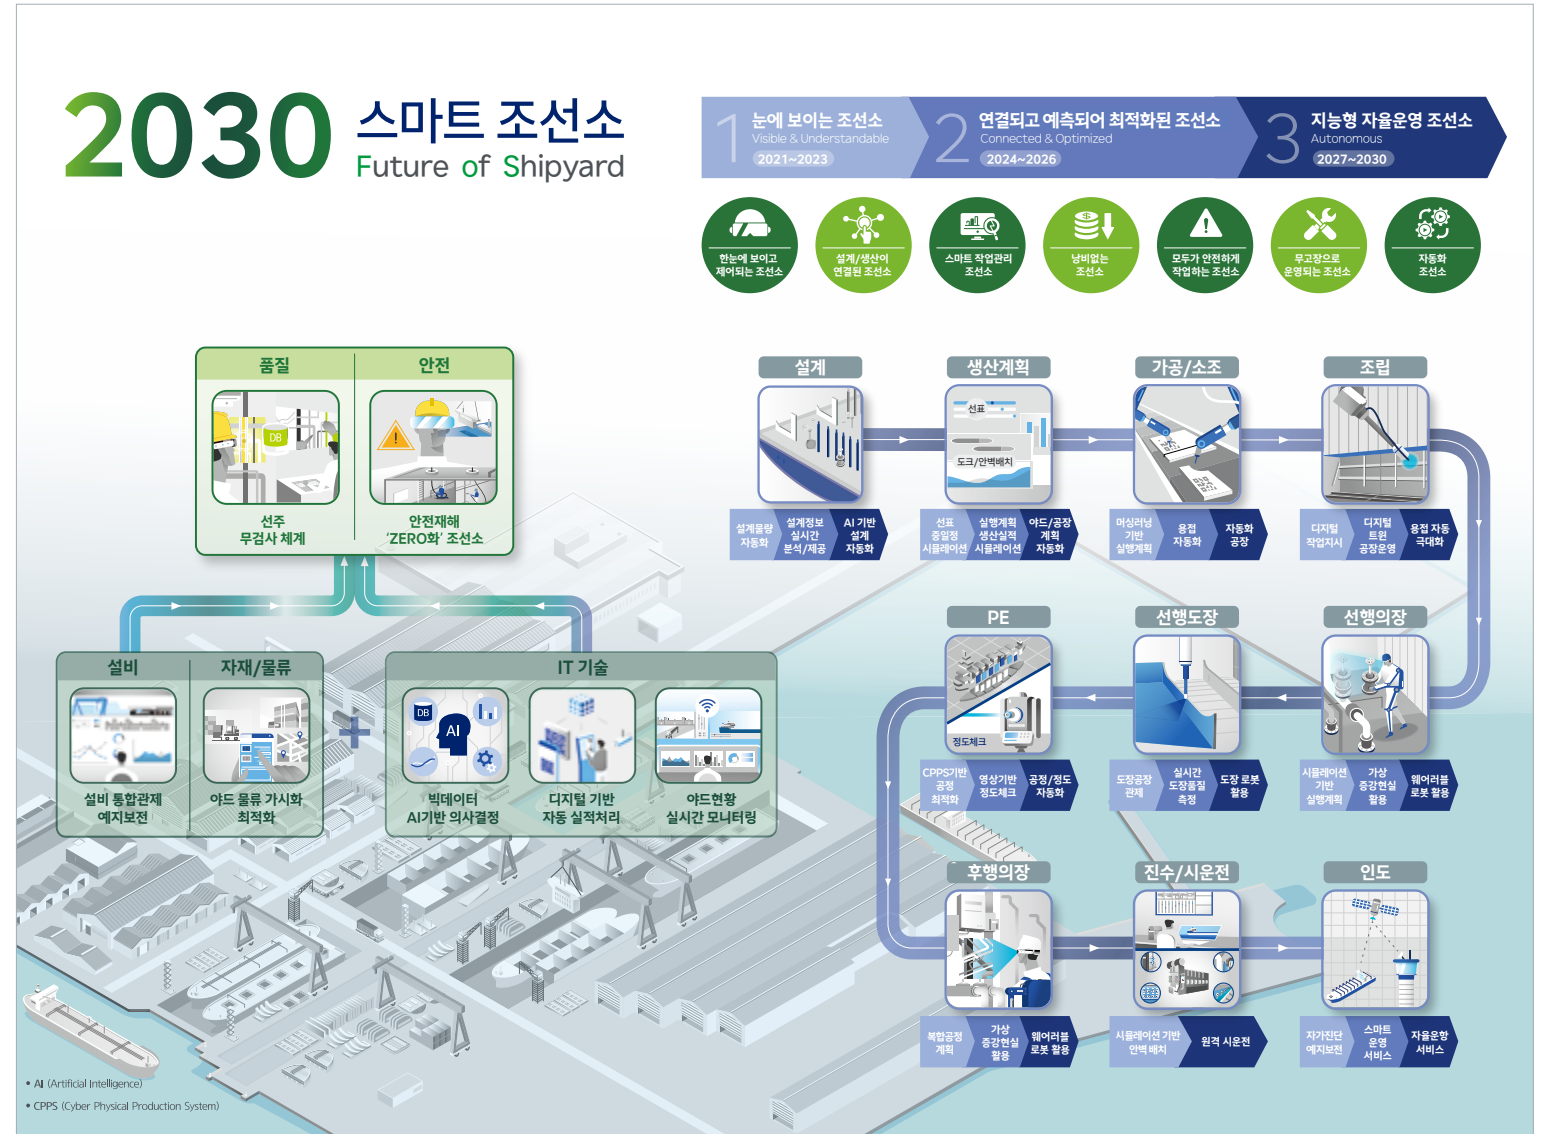 2030 스마트 조선소
Future of Shipyard
1 눈에 보이는 조선소
Visible & Understandable
2021~2023
2 연결되고 예측되어 최적화된 조선소
Connected & Optimized
2024~2026
3 지능형 자율운영 조선소
Autonomous
2027~2030
한눈에 보이고
제어되는 조선소
설계/생산이
연결된 조선소
스마트 작업관리
조선소
낭비없는
조선소
모두가 안전하게
작업하는 조선소
무고장으로
운영되는 조선소
자동화
조선소
품질
DB
선주
무검사 체계
안전
안전재해
‘ZERO화’ 조선소
설비
설비 통합관제
예지보전
자재/물류
야드 물류 가시화
최적화
IT 기술
DB
AI
빅데이터
AI기반 의사결정
디지털 기반
자동 실적처리
야드현황
실시간 모니터링
설계
설계물량
자동화
설계정보
실시간
분석/제공
AI 기반
설계
자동화
생산계획
선표
도크/안벽배치
선표
중일정
시뮬레이션
실행계획
생산실적
시뮬레이션
야드/공장
계획
자동화
가공/소조
머싱러닝
기반
실행계획
용접
자동화
자동화
공장
조립
디지털
작업지시
디지털
트윈
공장운영
용접 자동
극대화
선행의장
시뮬레이션
기반
실행계획
가상
증강현실
활용
웨어러블
로봇 활용
선행도장
도장공장
관제
실시간
도장품질
측정
도장 로봇
활용
PE
정도체크
CPPS기반
공정
최적화
영상기반
정도체크
공정/정도
자동화
후행의장
복합공정
계획
가상
증강현실
활용
웨어러블
로봇 활용
진수/시운전
시뮬레이션 기반
안벽 배치
원격 시운전
인도
자가진단
예지보전
스마트
운영
서비스
자율운항
서비스
• AI (Artificial Intelligence)
• CPPS (Cyber Physical Production System)